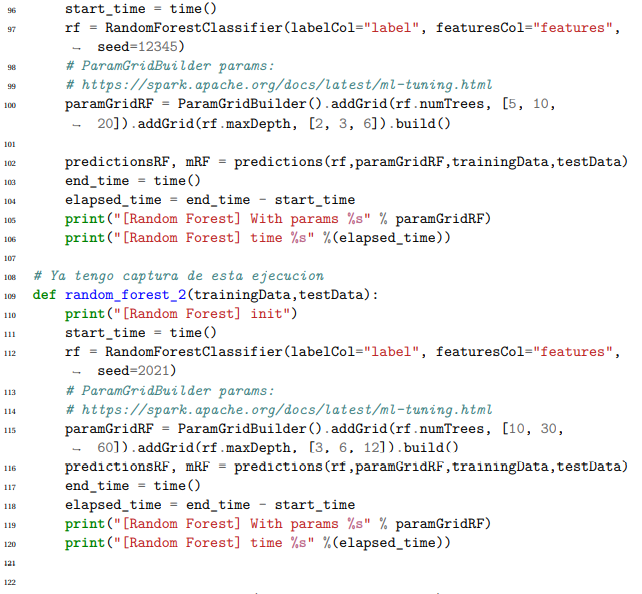 96 start_time = time()
97 rf = RandomForestClassifier(labelCol="label", featuresCol="features",
↪ seed=12345)
98 # ParamGridBuilder params:
99 # https://spark.apache.org/docs/latest/ml-tuning.html
100 paramGridRF = ParamGridBuilder().addGrid(rf.numTrees, [5, 10,
↪ 20]).addGrid(rf.maxDepth, [2, 3, 6]).build()
101
102 predictionsRF, mRF = predictions(rf,paramGridRF,trainingData,testData)
103 end_time = time()
104 elapsed_time = end_time - start_time
105 print("[Random Forest] With params %s" % paramGridRF)
106 print("[Random Forest] time %s" %(elapsed_time))
107
108 # Ya tengo captura de esta ejecucion
109 def random_forest_2(trainingData,testData):
110 print("[Random Forest] init")
111 start_time = time()
112 rf = RandomForestClassifier(labelCol="label", featuresCol="features",
↪ seed=2021)
113 # ParamGridBuilder params:
114 # https://spark.apache.org/docs/latest/ml-tuning.html
115 paramGridRF = ParamGridBuilder().addGrid(rf.numTrees, [10, 30,
↪ 60]).addGrid(rf.maxDepth, [3, 6, 12]).build()
116 predictionsRF, mRF = predictions(rf,paramGridRF,trainingData,testData)
117 end_time = time()
118 elapsed_time = end_time - start_time
119 print("[Random Forest] With params %s" % paramGridRF)
120 print("[Random Forest] time %s" %(elapsed_time))
121
122